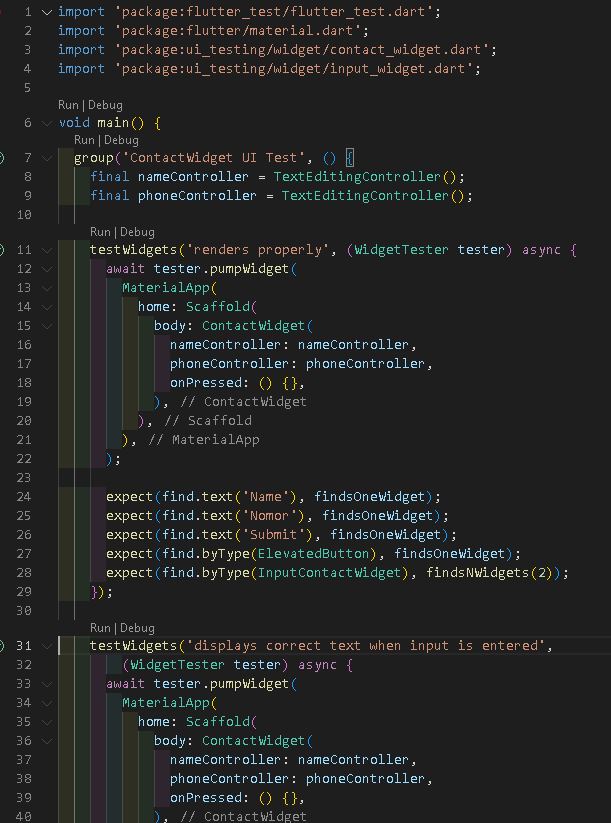 1 import 'package:flutter_test/flutter_test.dart';
2 import 'package:flutter/material.dart';
3 import 'package:ui_testing/widget/contact_widget.dart';
4 import 'package:ui_testing/widget/input_widget.dart';
5
Run | Debug
6 void main() {
Run | Debug
7 group('ContactWidget UI Test', () {
8 final nameController = TextEditingController();
9 final phoneController = TextEditingController();
10
Run | Debug
11 testWidgets('renders properly', (WidgetTester tester) async {
12 await tester.pumpWidget(
13 MaterialApp(
14 home: Scaffold(
15 body: ContactWidget(
16 nameController: nameController,
17 phoneController: phoneController,
18 onPressed: () {},
19 ), // ContactWidget
20 ), // Scaffold
21 ), // MaterialApp
22 );
23
24 expect(find.text('Name'), findsOneWidget);
25 expect(find.text('Nomor'), findsOneWidget);
26 expect(find.text('Submit'), findsOneWidget);
27 expect(find.byType(ElevatedButton), findsOneWidget);
28 expect(find.byType(InputContactWidget), findsNWidgets(2));
29 });
30
Run | Debug
31 testWidgets('displays correct text when input is entered',
32 (WidgetTester tester) async {
33 await tester.pumpWidget(
34 MaterialApp(
35 home: Scaffold(
36 body: ContactWidget(
37 nameController: nameController,
38 phoneController: phoneController,
39 onPressed: () {},
40 ), // ContactWidget